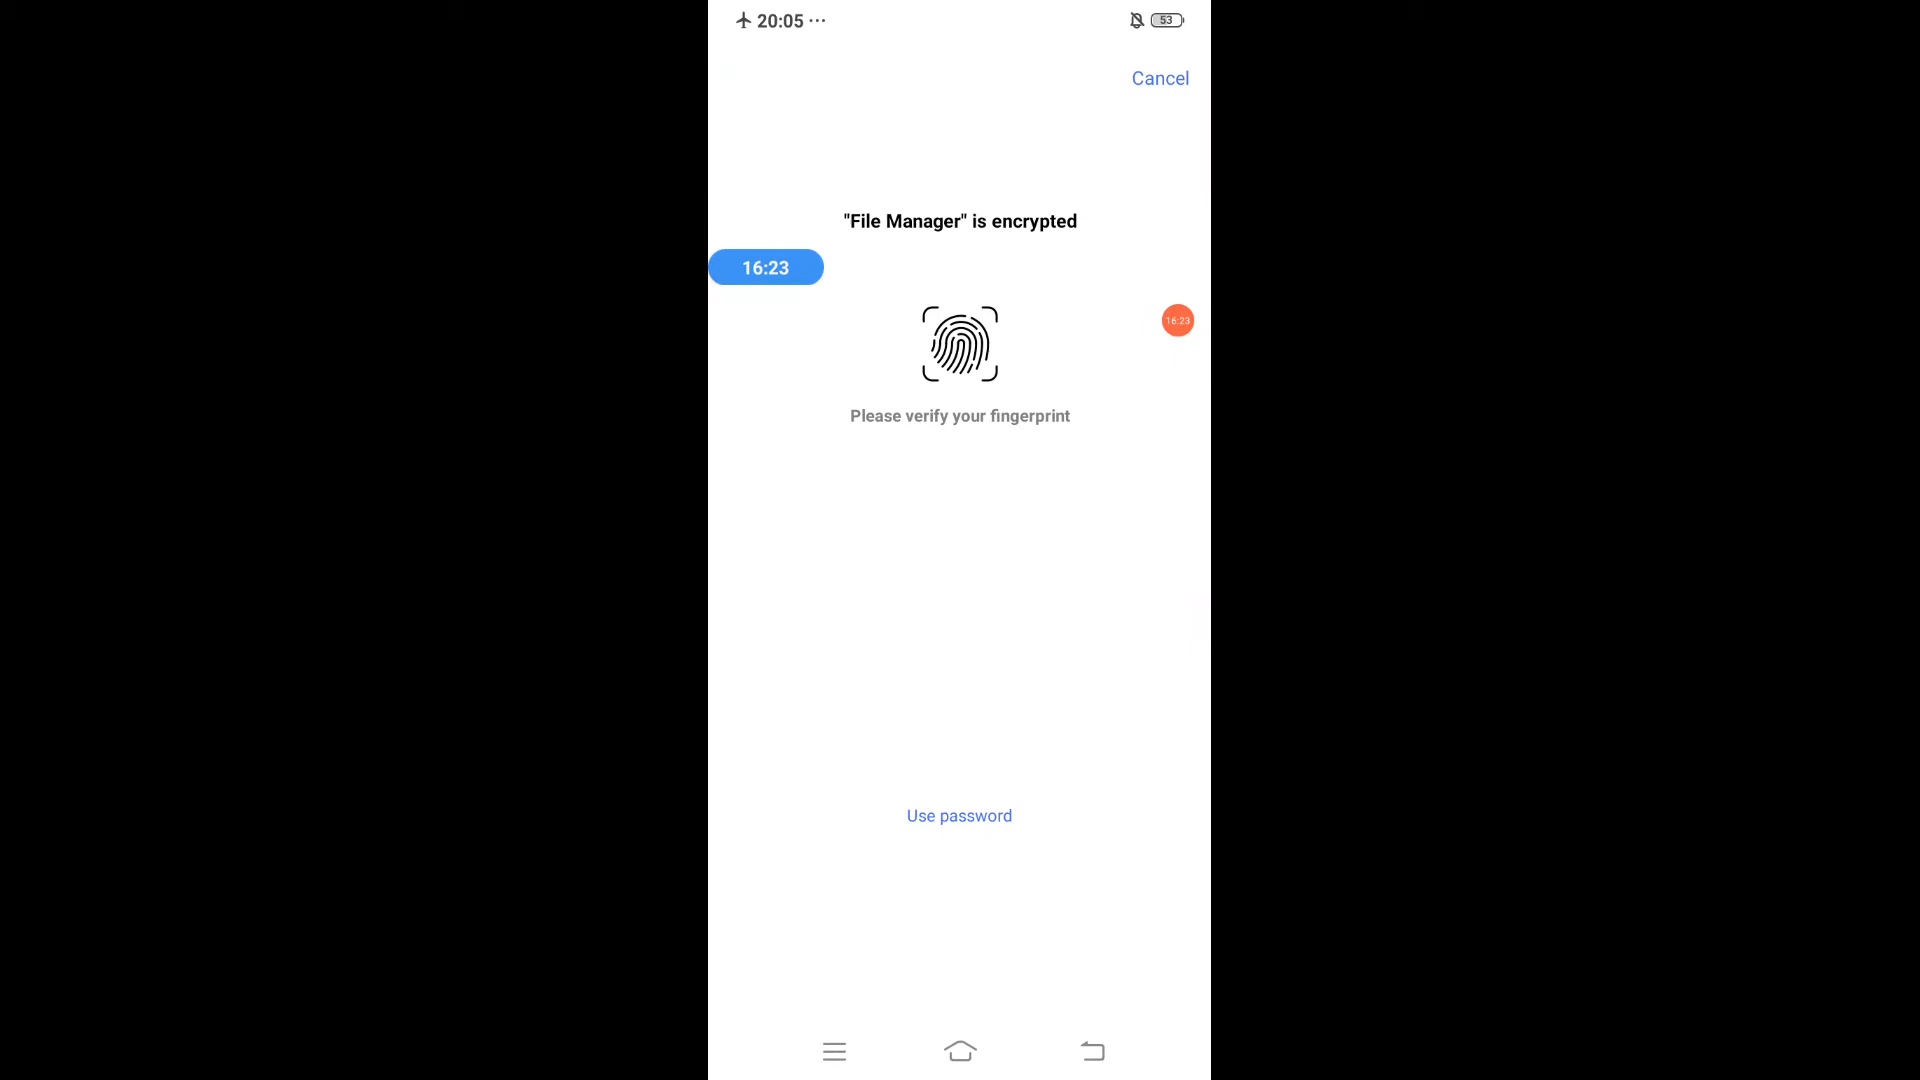 20:05 ...
53
Cancel
"File Manager" is encrypted
16:23
16:23
Please verify your fingerprint
Use password